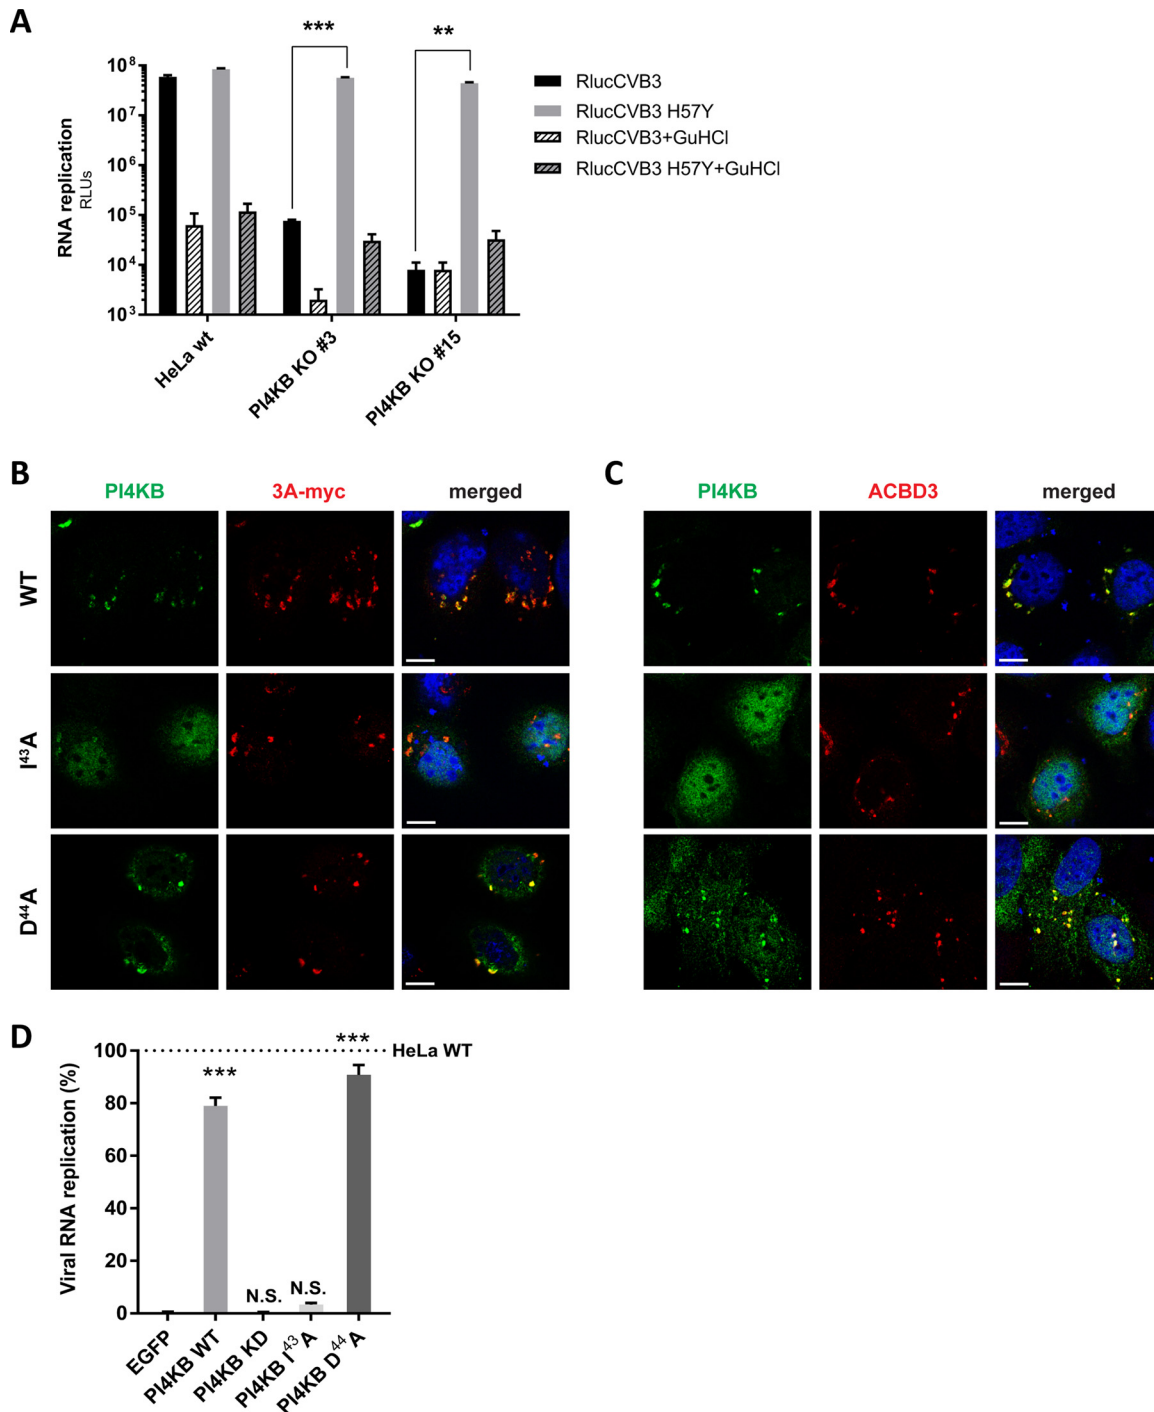 A
***
**
10⁸
10⁷
10⁶
10⁵
10⁴
10³
RNA replication
RLUs
HeLa wt
PI4KB KO #3
PI4KB KO #15
RlucCVB3
RlucCVB3 H57Y
RlucCVB3+GuHCl
RlucCVB3 H57Y+GuHCl
B
PI4KB
3A-myc
merged
WT
I⁴³A
D⁴⁴A
C
PI4KB
ACBD3
merged
D
Viral RNA replication (%)
100
80
60
40
20
0
HeLa WT
***
N.S.
N.S.
***
EGFP
PI4KB WT
PI4KB KD
PI4KB I⁴³A
PI4KB D⁴⁴A